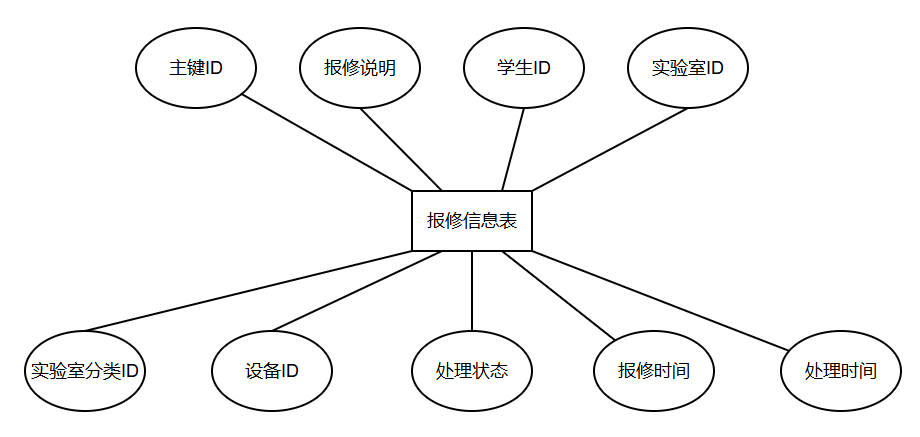 主键ID
报修说明
学生ID
实验室ID
报修信息表
实验室分类ID
设备ID
处理状态
报修时间
处理时间